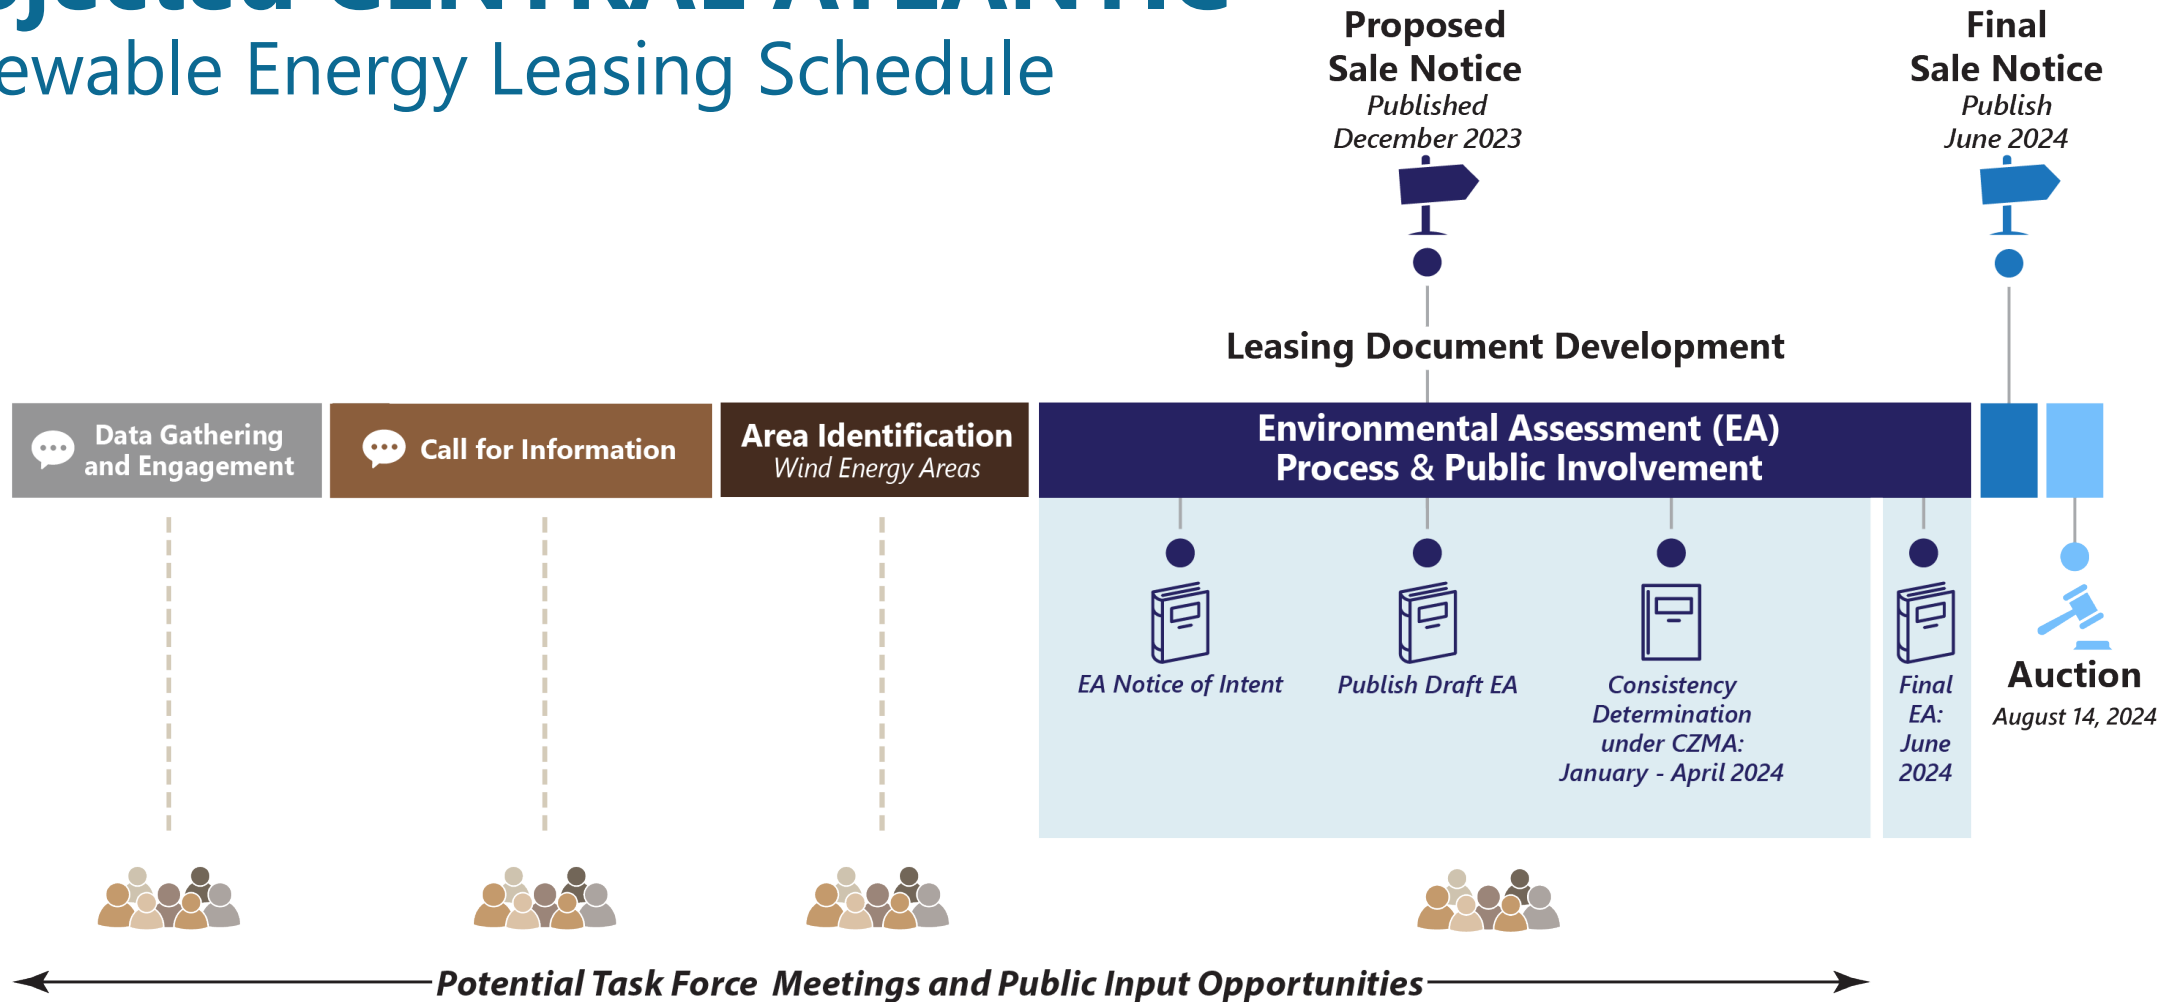 CENTRAL ATLANTIC
Energy Leasing Schedule
Proposed
Sale Notice
Published
December 2023
Final
Sale Notice
Publish
June 2024
Leasing Document Development
Data Gathering
and Engagement
Call for Information
Area Identification
Wind Energy Areas
Environmental Assessment (EA)
Process & Public Involvement
EA Notice of Intent
Publish Draft EA
Consistency
Determination
under CZMA:
January - April 2024
Final
EA:
June
2024
Auction
August 14, 2024
Potential Task Force Meetings and Public Input Opportunities